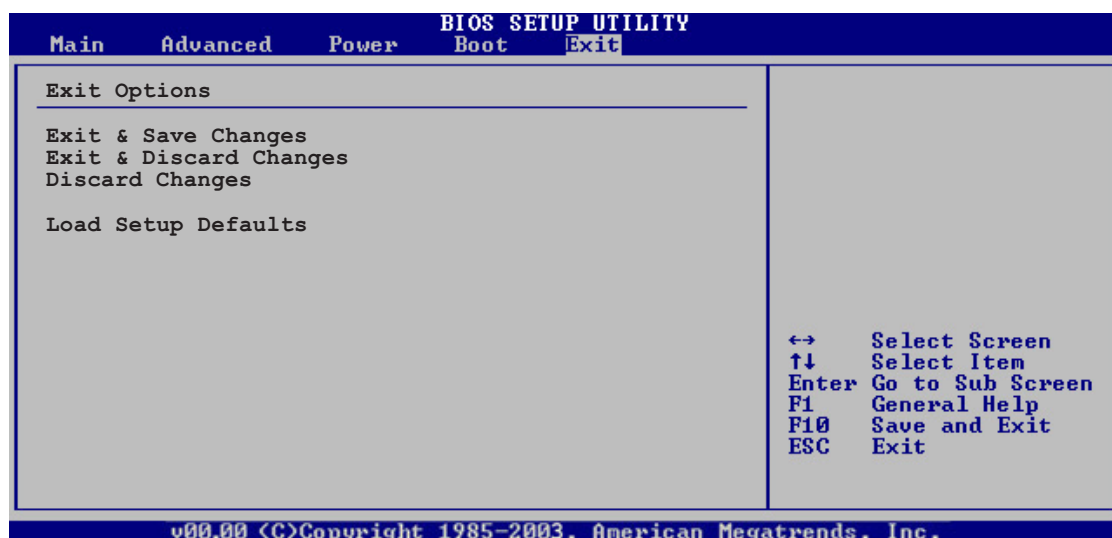 BIOS SETUP UTILITY
Main Advanced Power Boot Exit
Exit Options
Exit & Save Changes
Exit & Discard Changes
Discard Changes
Load Setup Defaults
←→ Select Screen
↑↓ Select Item
Enter Go to Sub Screen
F1 General Help
F10 Save and Exit
ESC Exit
v00.00 (C)Copyright 1985-2003, American Megatrends, Inc.